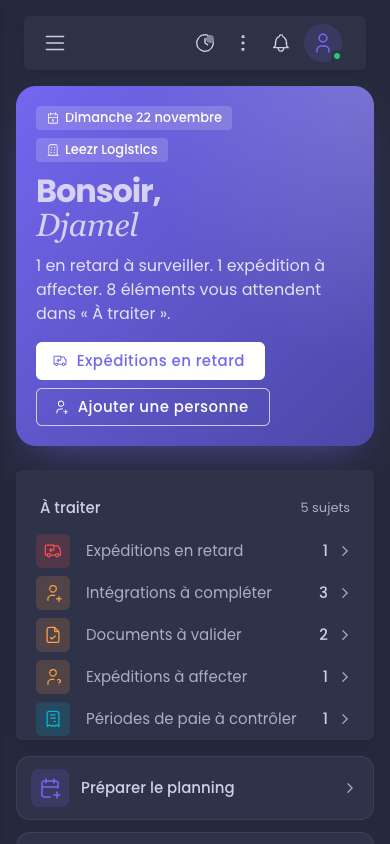 Dimanche 22 novembre
Leezr Logistics
Bonsoir,
Djamel
1 en retard à surveiller. 1 expédition à
affecter. 8 éléments vous attendent
dans « À traiter ».
Expéditions en retard
Ajouter une personne
À traiter
5 sujets
Expéditions en retard 1
Intégrations à compléter 3
Documents à valider 2
Expéditions à affecter 1
Périodes de paie à contrôler 1
Préparer le planning